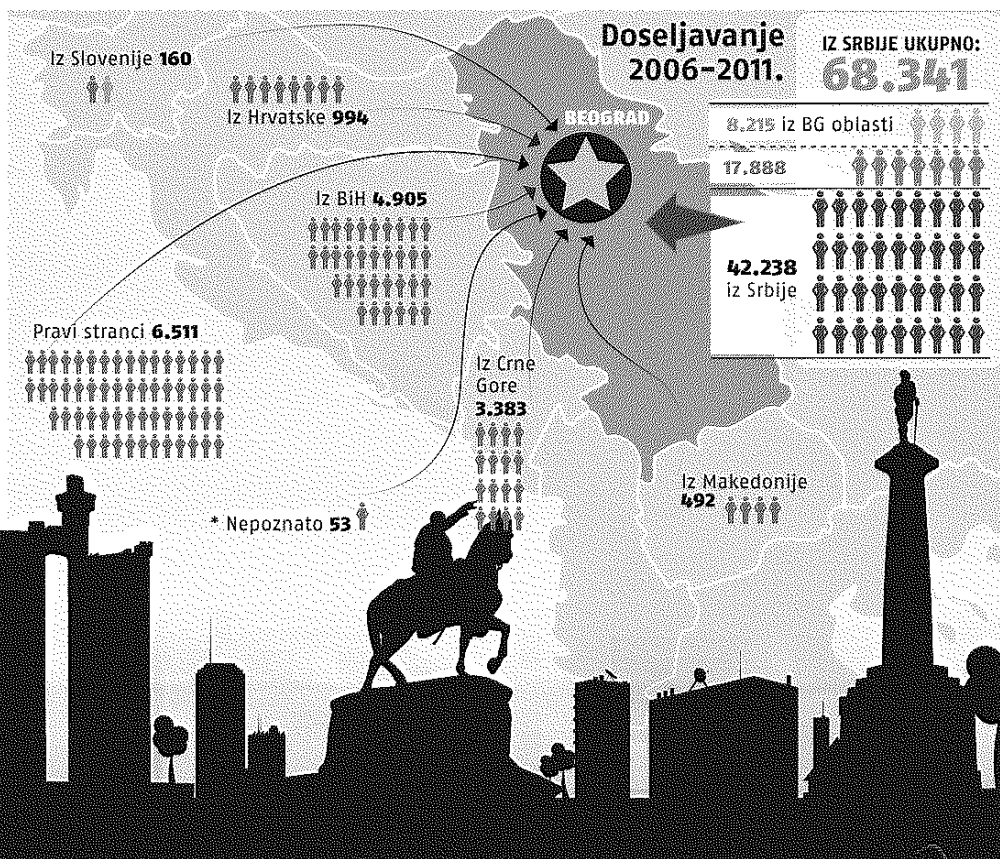 Doseljavanje
2006-2011.
IZ SRBIJE UKUPNO:
68.341
8.215 iz BG oblasti
17.888
42.238
iz Srbije
BEOGRAD
Iz Slovenije 160
Iz Hrvatske 994
Iz BiH 4.905
Pravi stranci 6.511
Iz Crne
Gore
3.383
* Nepoznato 53
Iz Makedonije
492